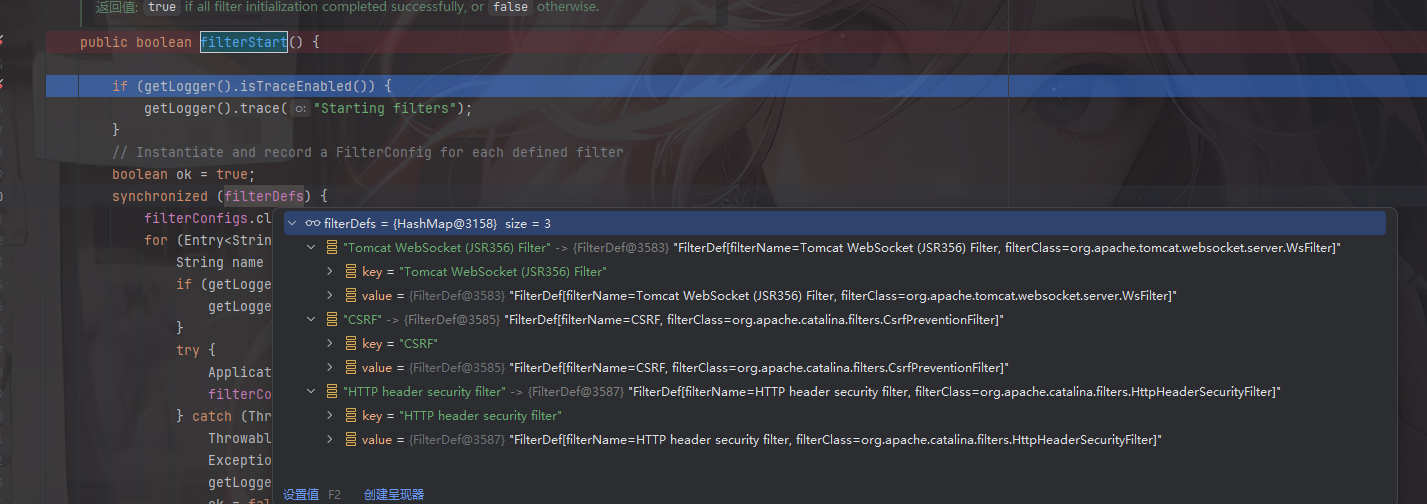 返回值: true if all filter initialization completed successfully, or false otherwise.
public boolean filterStart() {
if (getLogger().isTraceEnabled()) {
getLogger().trace( o: "Starting filters");
}
// Instantiate and record a FilterConfig for each defined filter
boolean ok = true;
synchronized (filterDefs) {
filterConfigs.cl
for (Entry<Strin
String name
if (getLogge
getLogge
}
try {
Applicat
filterCo
} catch (Thr
Throwabl
Exceptio
getLogge
ok = fal
filterDefs = {HashMap@3158} size = 3
"Tomcat WebSocket (JSR356) Filter" -> {FilterDef@3583} "FilterDef[filterName=Tomcat WebSocket (JSR356) Filter, filterClass=org.apache.tomcat.websocket.server.WsFilter]"
key = "Tomcat WebSocket (JSR356) Filter"
value = {FilterDef@3583} "FilterDef[filterName=Tomcat WebSocket (JSR356) Filter, filterClass=org.apache.tomcat.websocket.server.WsFilter]"
"CSRF" -> {FilterDef@3585} "FilterDef[filterName=CSRF, filterClass=org.apache.catalina.filters.CsrfPreventionFilter]"
key = "CSRF"
value = {FilterDef@3585} "FilterDef[filterName=CSRF, filterClass=org.apache.catalina.filters.CsrfPreventionFilter]"
"HTTP header security filter" -> {FilterDef@3587} "FilterDef[filterName=HTTP header security filter, filterClass=org.apache.catalina.filters.HttpHeaderSecurityFilter]"
key = "HTTP header security filter"
value = {FilterDef@3587} "FilterDef[filterName=HTTP header security filter, filterClass=org.apache.catalina.filters.HttpHeaderSecurityFilter]"
设置值 F2 创建呈现器